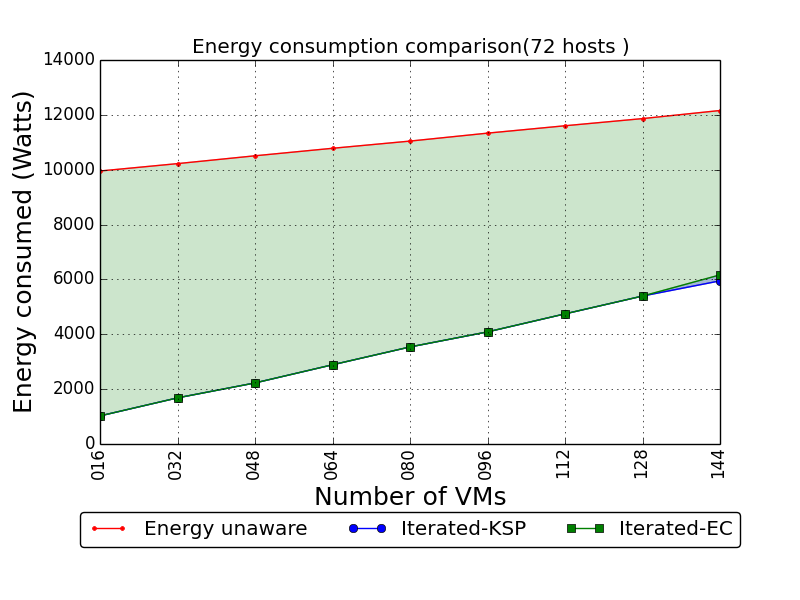 Energy consumption comparison(72 hosts )
14000
12000
10000
8000
6000
4000
2000
0
Energy consumed (Watts)
016 032 048 064 080 096 112 128 144
Number of VMs
Energy unaware Iterated-KSP Iterated-EC